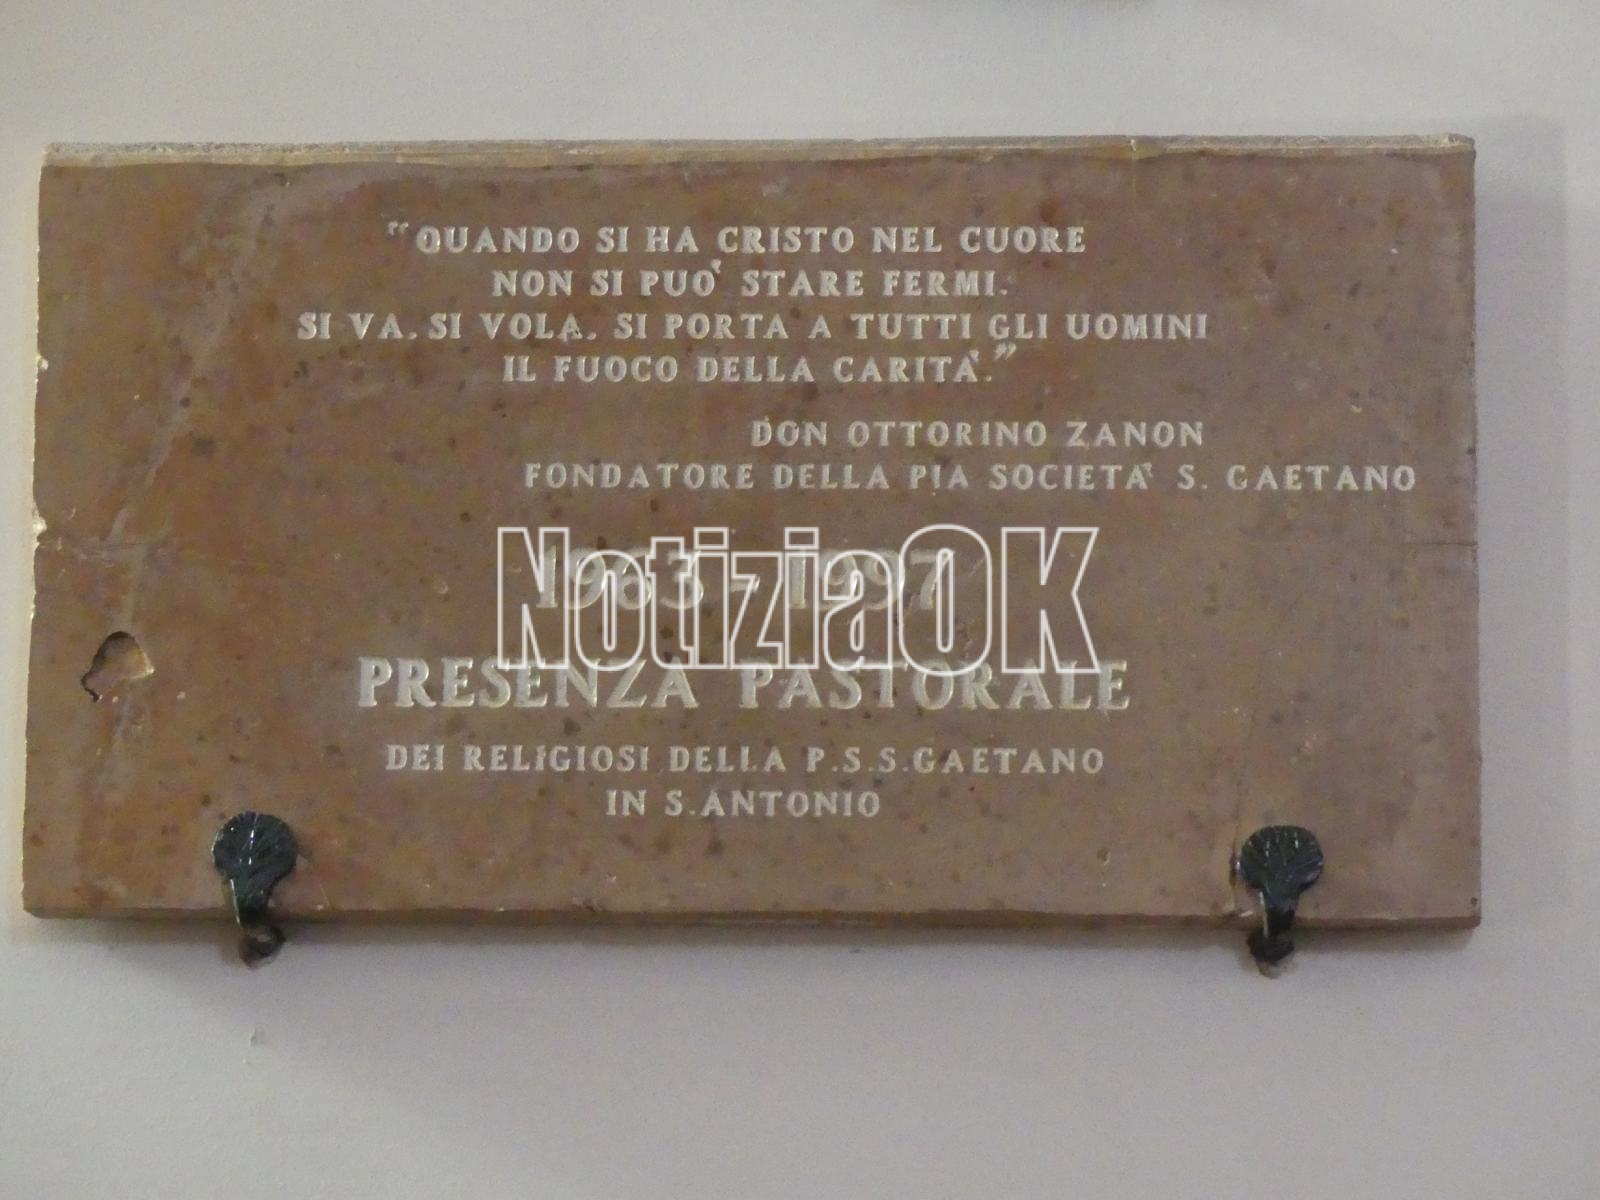 "QUANDO SI HA CRISTO NEL CUORE
NON SI PUO' STARE FERMI.
SI VA. SI VOLA. SI PORTA A TUTTI GLI UOMINI
IL FUOCO DELLA CARITA'."
DON OTTORINO ZANON
FONDATORE DELLA PIA SOCIETA' S. GAETANO
1963 - 1997
NotiziaOK
PRESENZA PASTORALE
DEI RELIGIOSI DELLA P.S.S.GAETANO
IN S.ANTONIO